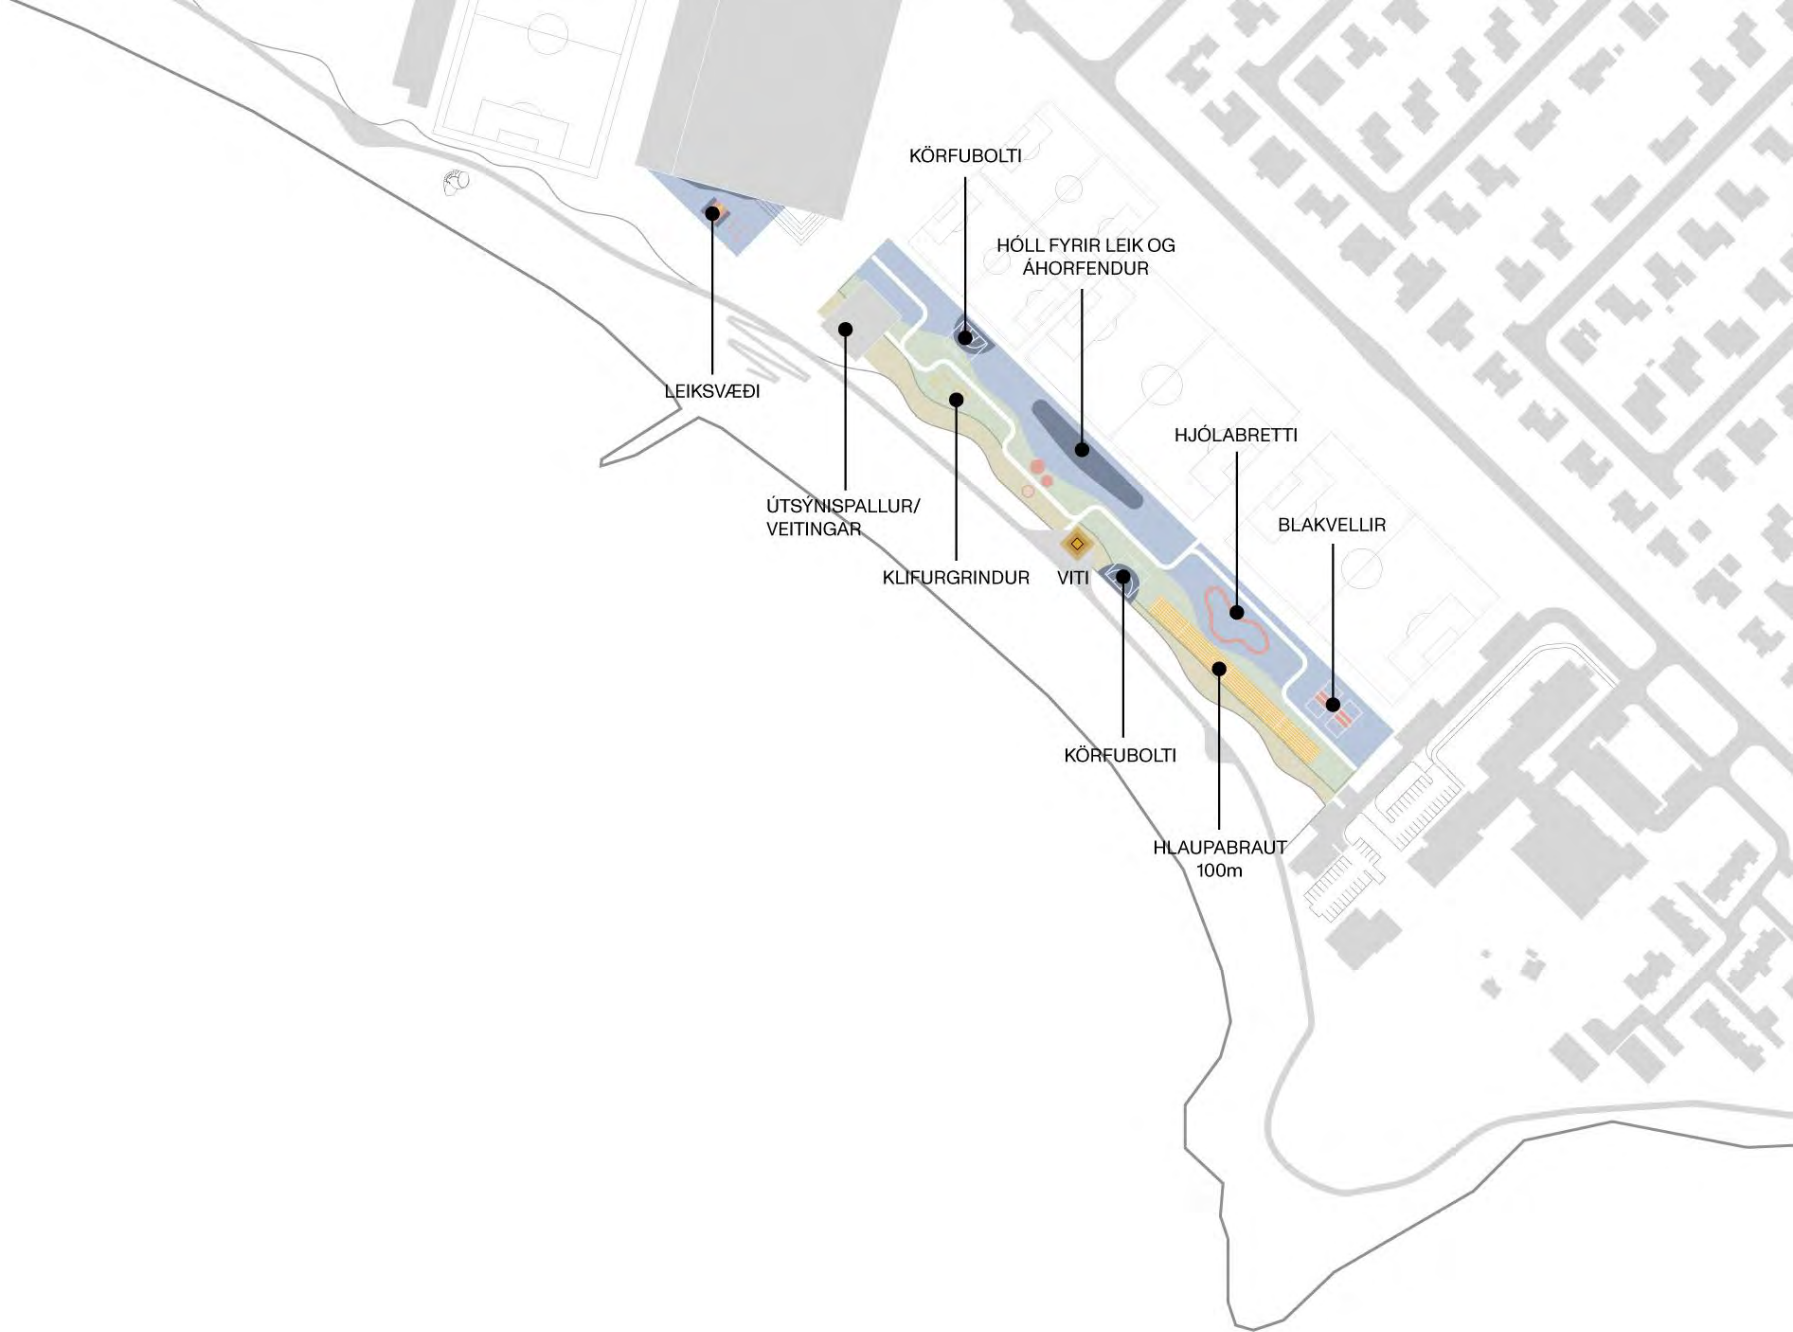 KÖRFUBOLTI
HÓLL FYRIR LEIK OG
ÁHORFENDUR
LEIKSVÆÐI
HJÓLABRETTI
ÚTSÝNISPALLUR/
VEITINGAR
BLAKVELLIR
KLIFURGRINDUR
VITI
KÖRFUBOLTI
HLAUPABRAUT
100m